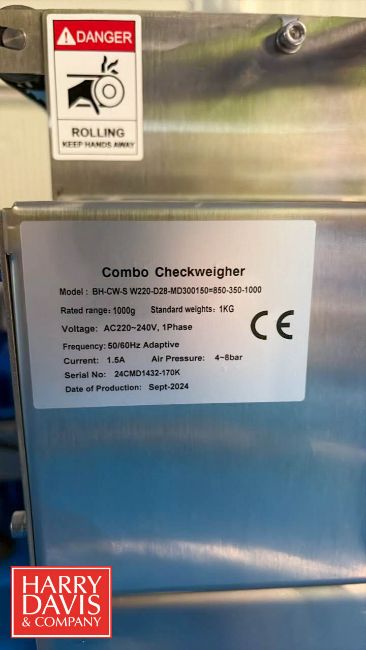 DANGER
ROLLING
KEEP HANDS AWAY
Combo Checkweigher
Model : BH-CW-S W220-D28-MD300150=850-350-1000
Rated range: 1000g Standard weights: 1KG
Voltage: AC220~240V, 1Phase
Frequency: 50/60Hz Adaptive
Current: 1.5A Air Pressure: 4~8bar
Serial No: 24CMD1432-170K
Date of Production: Sept-2024
CE
HARRY
DAVIS
& COMPANY